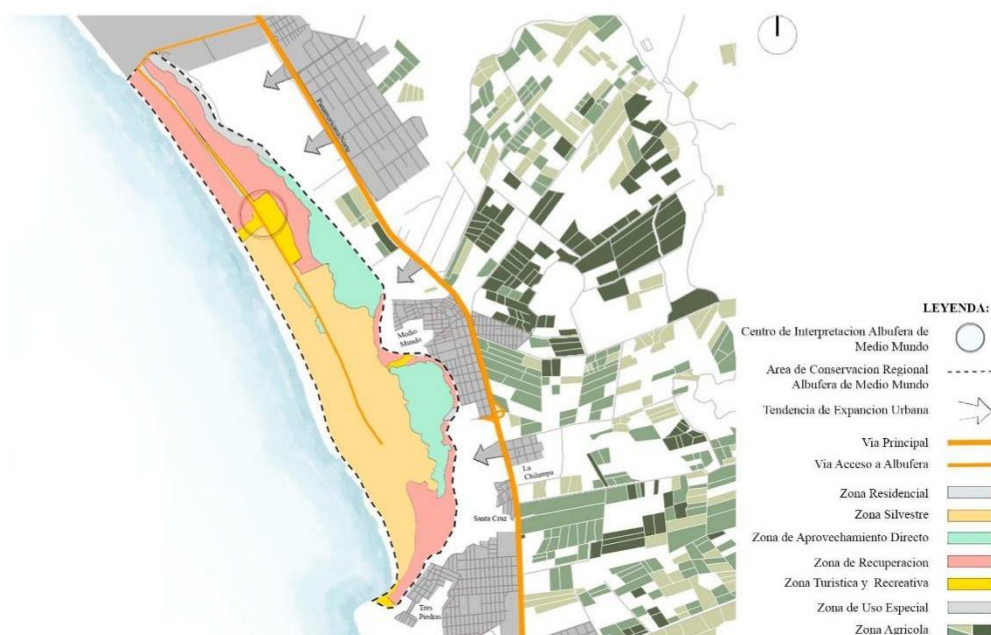 Panamericana Norte
Medio
Mundo
La
Chilampa
Santa Cruz
Tres
Piedras
LEYENDA:
Centro de Interpretacion Albufera de
Medio Mundo
Area de Conservacion Regional
Albufera de Medio Mundo
Tendencia de Expancion Urbana
Via Principal
Via Acceso a Albufera
Zona Residencial
Zona Silvestre
Zona de Aprovechamiento Directo
Zona de Recuperacion
Zona Turistica y Recreativa
Zona de Uso Especial
Zona Agricola